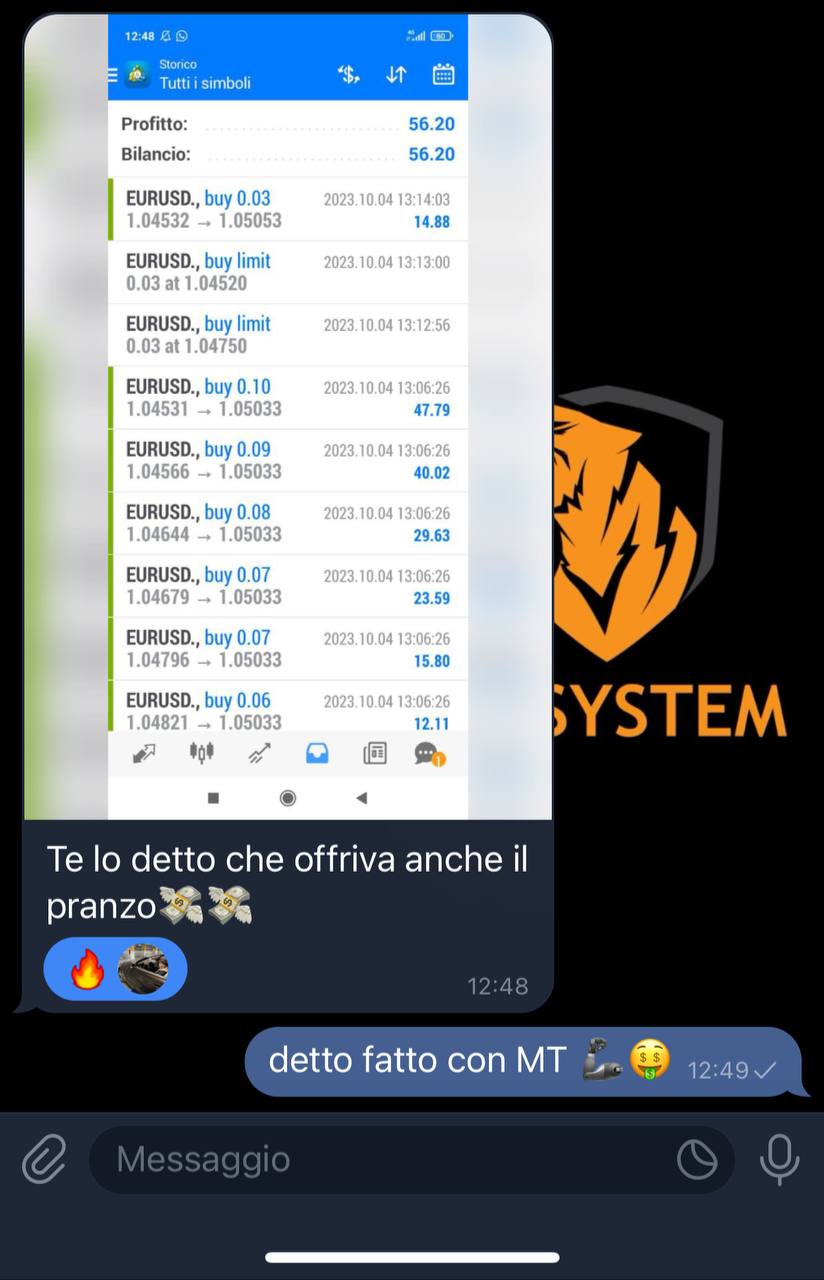 12:48
4G
60
Storico
Tutti i simboli
Profitto: 56.20
Bilancio: 56.20
EURUSD., buy 0.03 2023.10.04 13:14:03
1.04532 → 1.05053 14.88
EURUSD., buy limit 2023.10.04 13:13:00
0.03 at 1.04520
EURUSD., buy limit 2023.10.04 13:12:56
0.03 at 1.04750
EURUSD., buy 0.10 2023.10.04 13:06:26
1.04531 → 1.05033 47.79
EURUSD., buy 0.09 2023.10.04 13:06:26
1.04566 → 1.05033 40.02
EURUSD., buy 0.08 2023.10.04 13:06:26
1.04644 → 1.05033 29.63
EURUSD., buy 0.07 2023.10.04 13:06:26
1.04679 → 1.05033 23.59
EURUSD., buy 0.07 2023.10.04 13:06:26
1.04796 → 1.05033 15.80
EURUSD., buy 0.06 2023.10.04 13:06:26
1.04821 → 1.05033 12.11
1
SYSTEM
Te lo detto che offriva anche il
pranzo💸💸
🔥
12:48
detto fatto con MT 🦾🤑 12:49
Messaggio